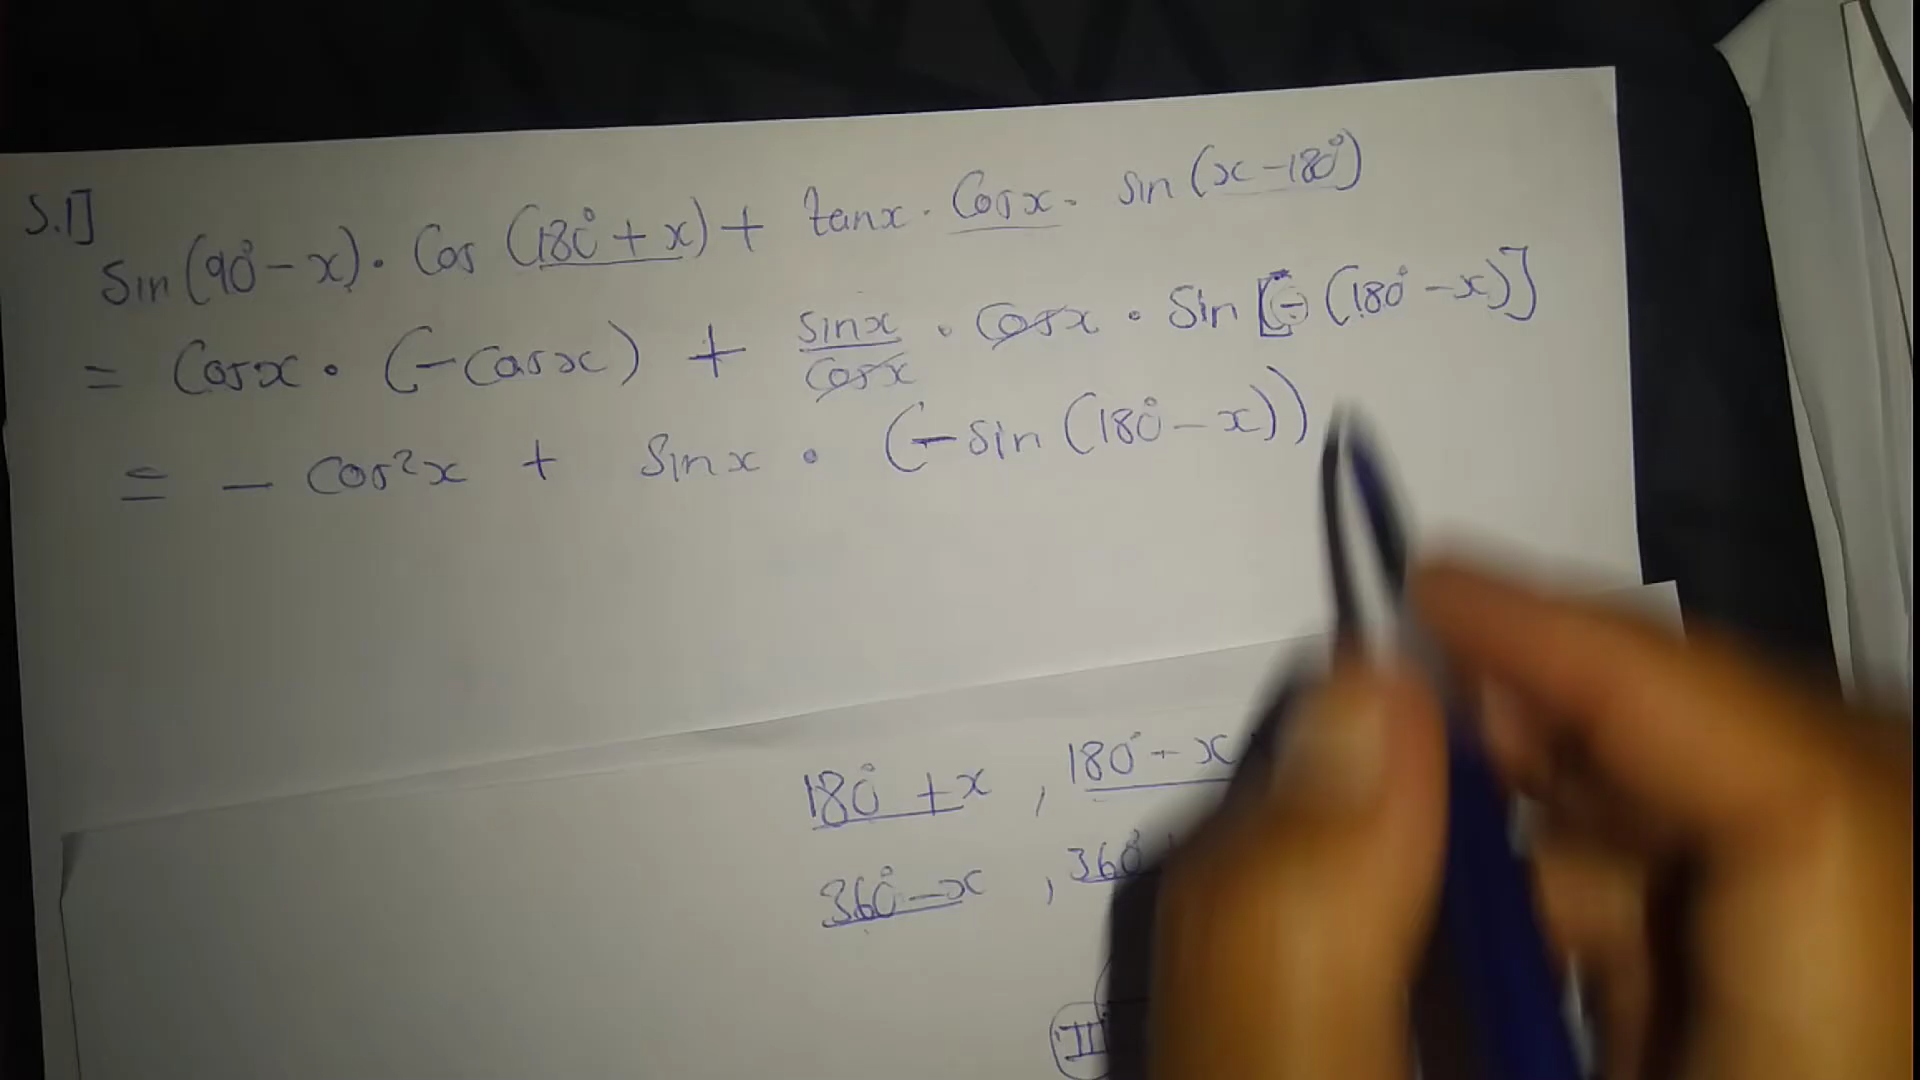 5.1]
sin(90°-x)· Cos (180°+x)+ tanx · Cosx · sin(x-180°)
= Cosx · (-Cosx) + sinx/cosx · cosx · Sin [-(180°-x)]
= - Cos²x + Sinx · (-sin(180°-x))
180°+x , 180°-x
360°-x , 360°
II